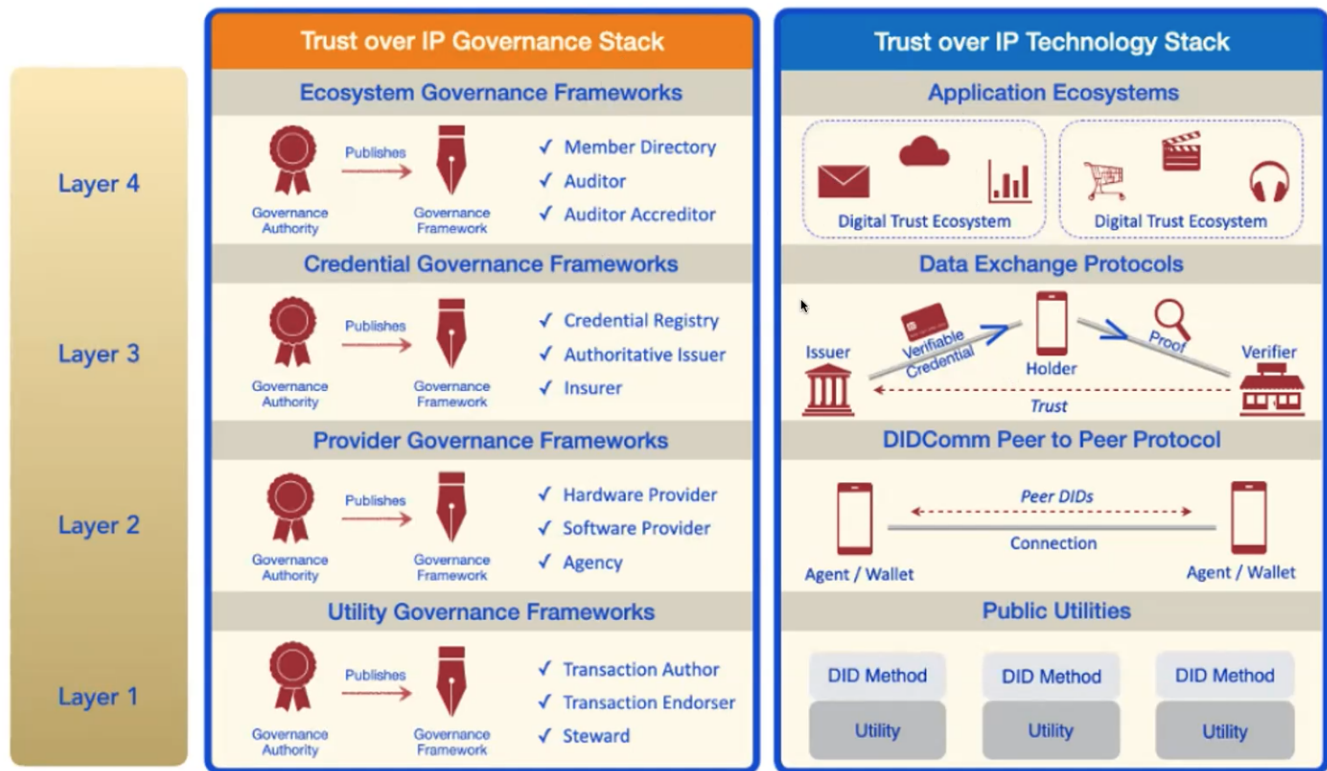 Trust over IP Governance Stack
Trust over IP Technology Stack
Layer 4
Ecosystem Governance Frameworks
Publishes
Governance
Authority
Governance
Framework
✓ Member Directory
✓ Auditor
✓ Auditor Accreditor
Application Ecosystems
Digital Trust Ecosystem
Digital Trust Ecosystem
Layer 3
Credential Governance Frameworks
Publishes
Governance
Authority
Governance
Framework
✓ Credential Registry
✓ Authoritative Issuer
✓ Insurer
Data Exchange Protocols
Issuer
Verifiable
Credential
Holder
Proof
Verifier
Trust
Layer 2
Provider Governance Frameworks
Publishes
Governance
Authority
Governance
Framework
✓ Hardware Provider
✓ Software Provider
✓ Agency
DIDComm Peer to Peer Protocol
Peer DIDs
Connection
Agent / Wallet
Agent / Wallet
Layer 1
Utility Governance Frameworks
Publishes
Governance
Authority
Governance
Framework
✓ Transaction Author
✓ Transaction Endorser
✓ Steward
Public Utilities
DID Method
DID Method
DID Method
Utility
Utility
Utility